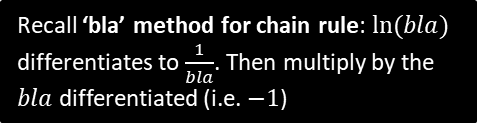 Recall ‘bla’ method for chain rule: ln(bla)
differentiates to 1/bla. Then multiply by the
bla differentiated (i.e. −1)